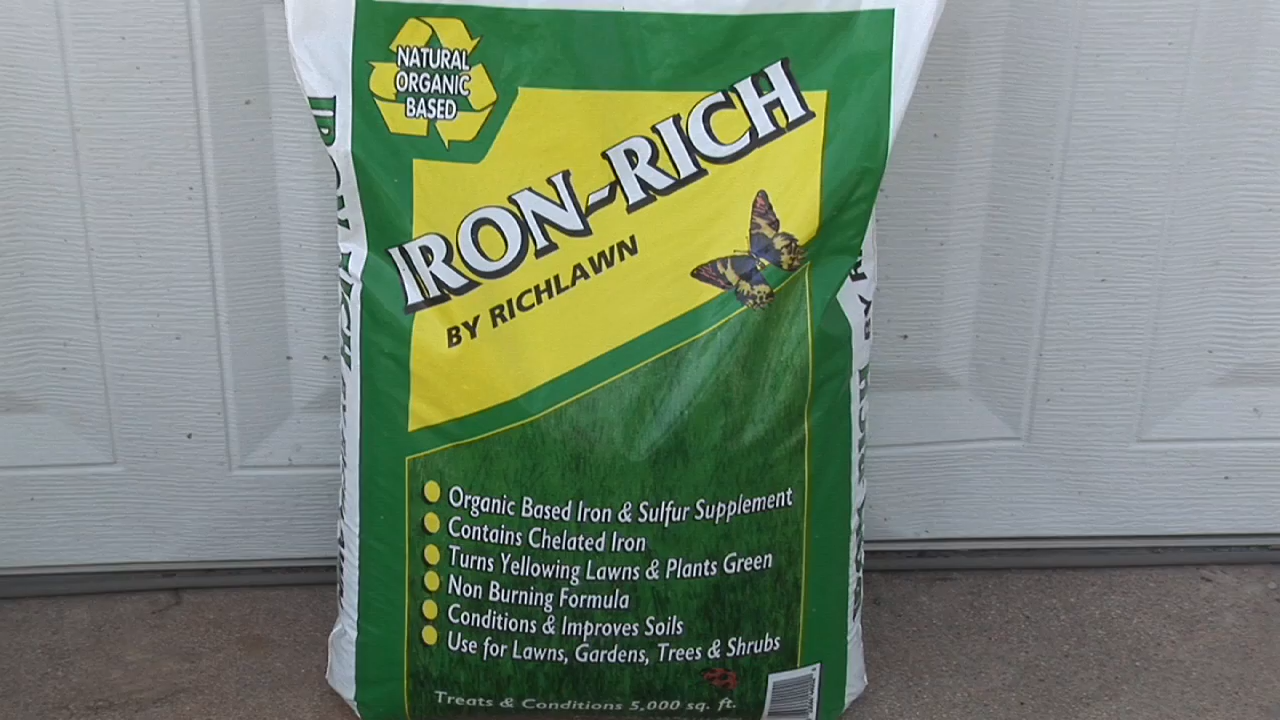 NATURAL
ORGANIC
BASED
IRON-RICH
BY RICHLAWN
Organic Based Iron & Sulfur Supplement
Contains Chelated Iron
Turns Yellowing Lawns & Plants Green
Non Burning Formula
Conditions & Improves Soils
Use for Lawns, Gardens, Trees & Shrubs
Treats & Conditions 5,000 sq. ft.